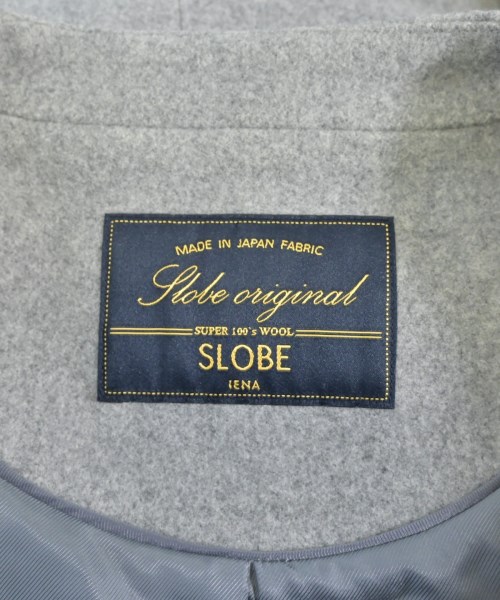 MADE IN JAPAN FABRIC
Slobe original
SUPER 100's WOOL
SLOBE
IENA